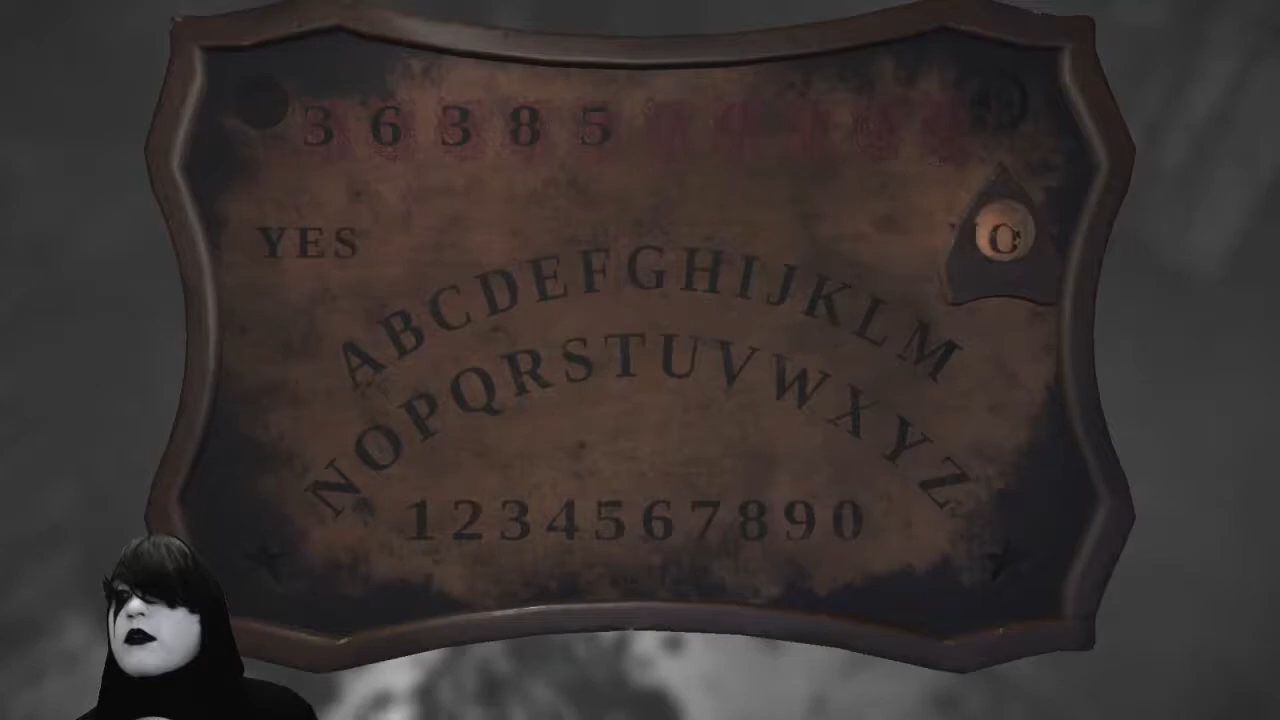 36385
YES
ABCDEFGHIJKLM
NOPQRSTUVWXYZ
1234567890